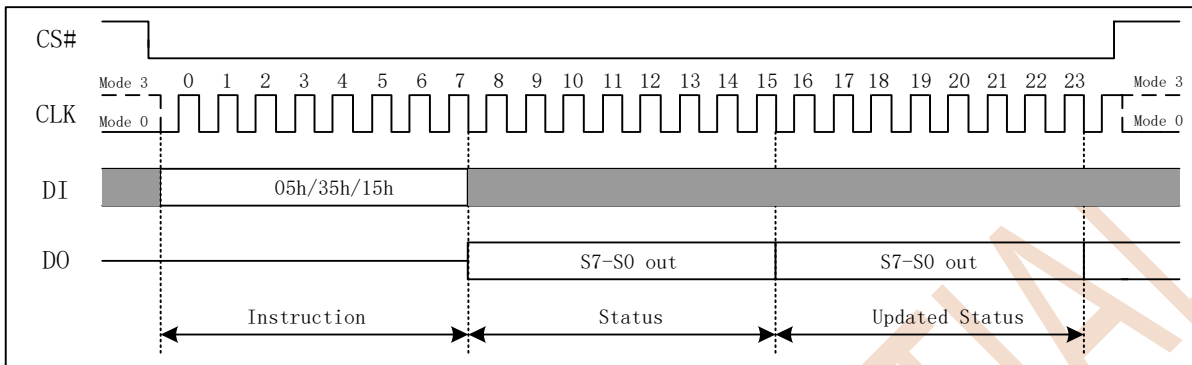 CS#
Mode 3 0 1 2 3 4 5 6 7 8 9 10 11 12 13 14 15 16 17 18 19 20 21 22 23 Mode 3
CLK
Mode 0 Mode 0
DI 05h/35h/15h
DO S7-S0 out S7-S0 out
Instruction Status Updated Status